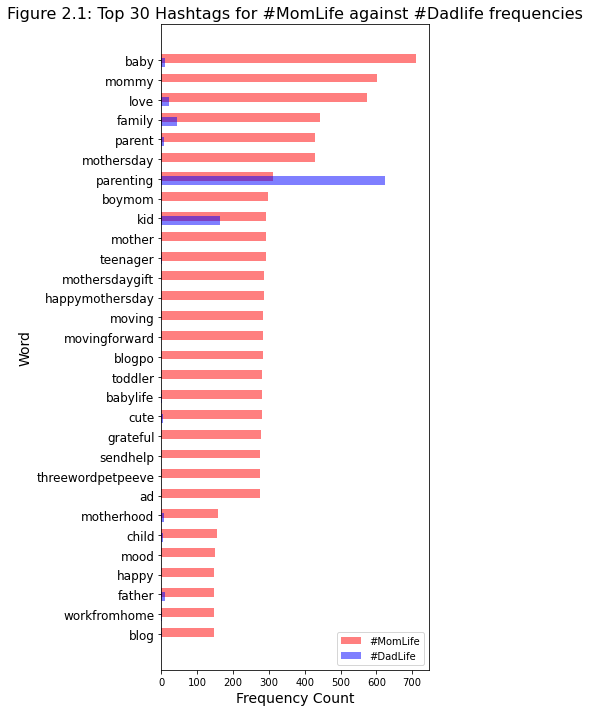 Figure 2.1: Top 30 Hashtags for #MomLife against #Dadlife frequencies
Word
baby
mommy
love
family
parent
mothersday
parenting
boymom
kid
mother
teenager
mothersdaygift
happymothersday
moving
movingforward
blogpo
toddler
babylife
cute
grateful
sendhelp
threewordpetpeeve
ad
motherhood
child
mood
happy
father
workfromhome
blog
#MomLife
#DadLife
0 100 200 300 400 500 600 700
Frequency Count